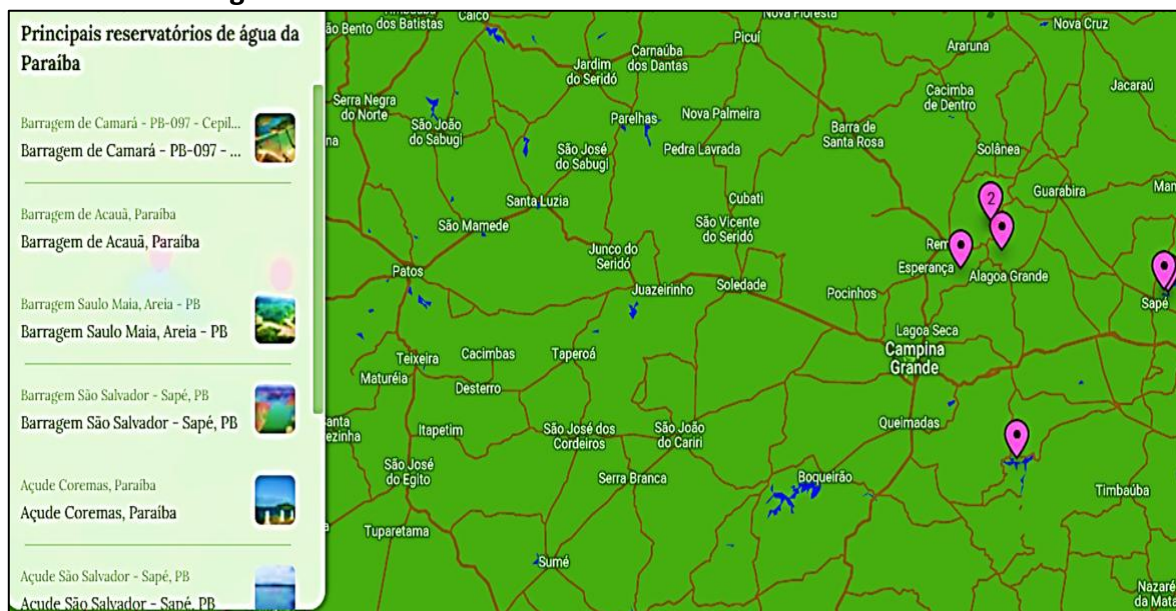 Principais reservatórios de água da
Paraíba
Barragem de Camará - PB-097 - Cepil...
Barragem de Camará - PB-097 - ...
Barragem de Acauã, Paraíba
Barragem de Acauã, Paraíba
Barragem Saulo Maia, Areia - PB
Barragem Saulo Maia, Areia - PB
Barragem São Salvador - Sapé, PB
Barragem São Salvador - Sapé, PB
Açude Coremas, Paraíba
Açude Coremas, Paraíba
Açude São Salvador - Sapé, PB
Açude São Salvador - Sapé, PB
ão Bento
dos Batistas
Caicó
Nova Floresta
Nova Cruz
Picuí
Araruna
Carnaúba
dos Dantas
Jardim
do Seridó
Jacaraú
Serra Negra
do Norte
Cacimba
de Dentro
São João
do Sabugi
Parelhas
Nova Palmeira
Barra de
Santa Rosa
São José
do Sabugi
Pedra Lavrada
Solânea
Guarabira
Mar
Santa Luzia
Cubati
2
São Mamede
São Vicente
do Seridó
Junco do
Seridó
Rem
Esperança
Alagoa Grande
Patos
Juazeirinho
Soledade
Pocinhos
Sapé
Lagoa Seca
Campina
Grande
Teixeira
Cacimbas
Taperoá
Maturéia
Desterro
Queimadas
anta
ezinha
Itapetim
São José dos
Cordeiros
São João
do Cariri
São José
do Egito
Serra Branca
Boqueirão
Timbaúba
Tuparetama
Sumé
Nazaré
da Mata